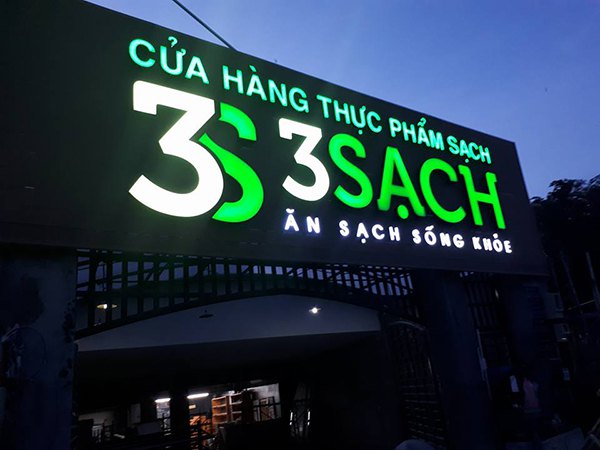 CỬA HÀNG THỰC PHẨM SẠCH
3S 3SẠCH
ĂN SẠCH SỐNG KHỎE